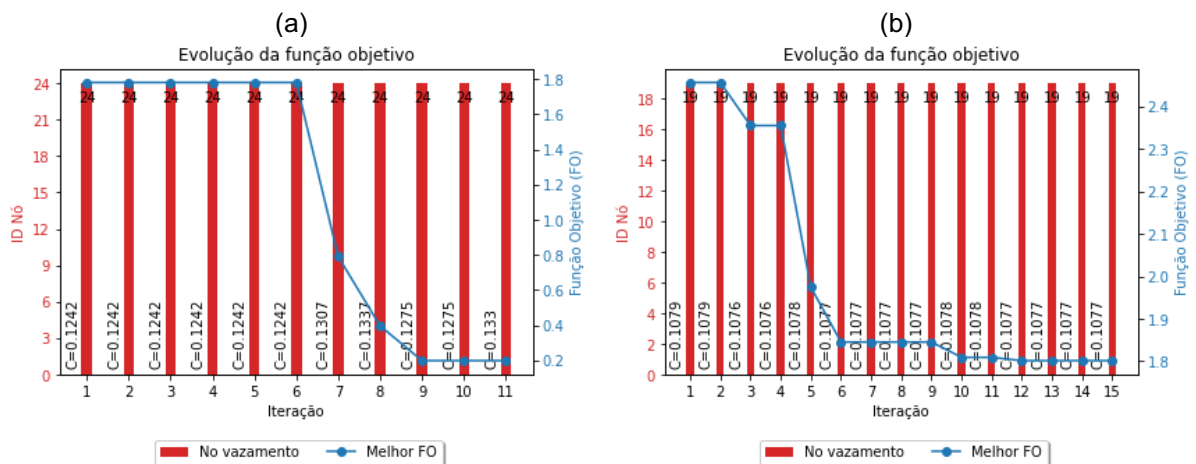 (a)
Evolução da função objetivo
24
21
18
15
12
9
6
3
0
ID Nó
24 24 24 24 24 24 24 24 24 24 24
C=0.1242 C=0.1242 C=0.1242 C=0.1242 C=0.1242 C=0.1242 C=0.1307 C=0.1337 C=0.1275 C=0.1275 C=0.133
1.8
1.6
1.4
1.2
1.0
0.8
0.6
0.4
0.2
Função Objetivo (FO)
1 2 3 4 5 6 7 8 9 10 11
Iteração
No vazamento Melhor FO
(b)
Evolução da função objetivo
18
16
14
12
10
8
6
4
2
0
ID Nó
19 19 19 19 19 19 19 19 19 19 19 19 19 19 19
C=0.1079 C=0.1079 C=0.1076 C=0.1076 C=0.1078 C=0.1077 C=0.1077 C=0.1077 C=0.1078 C=0.1078 C=0.1078 C=0.1077 C=0.1077 C=0.1077 C=0.1077
2.4
2.3
2.2
2.1
2.0
1.9
1.8
Função Objetivo (FO)
1 2 3 4 5 6 7 8 9 10 11 12 13 14 15
Iteração
No vazamento Melhor FO